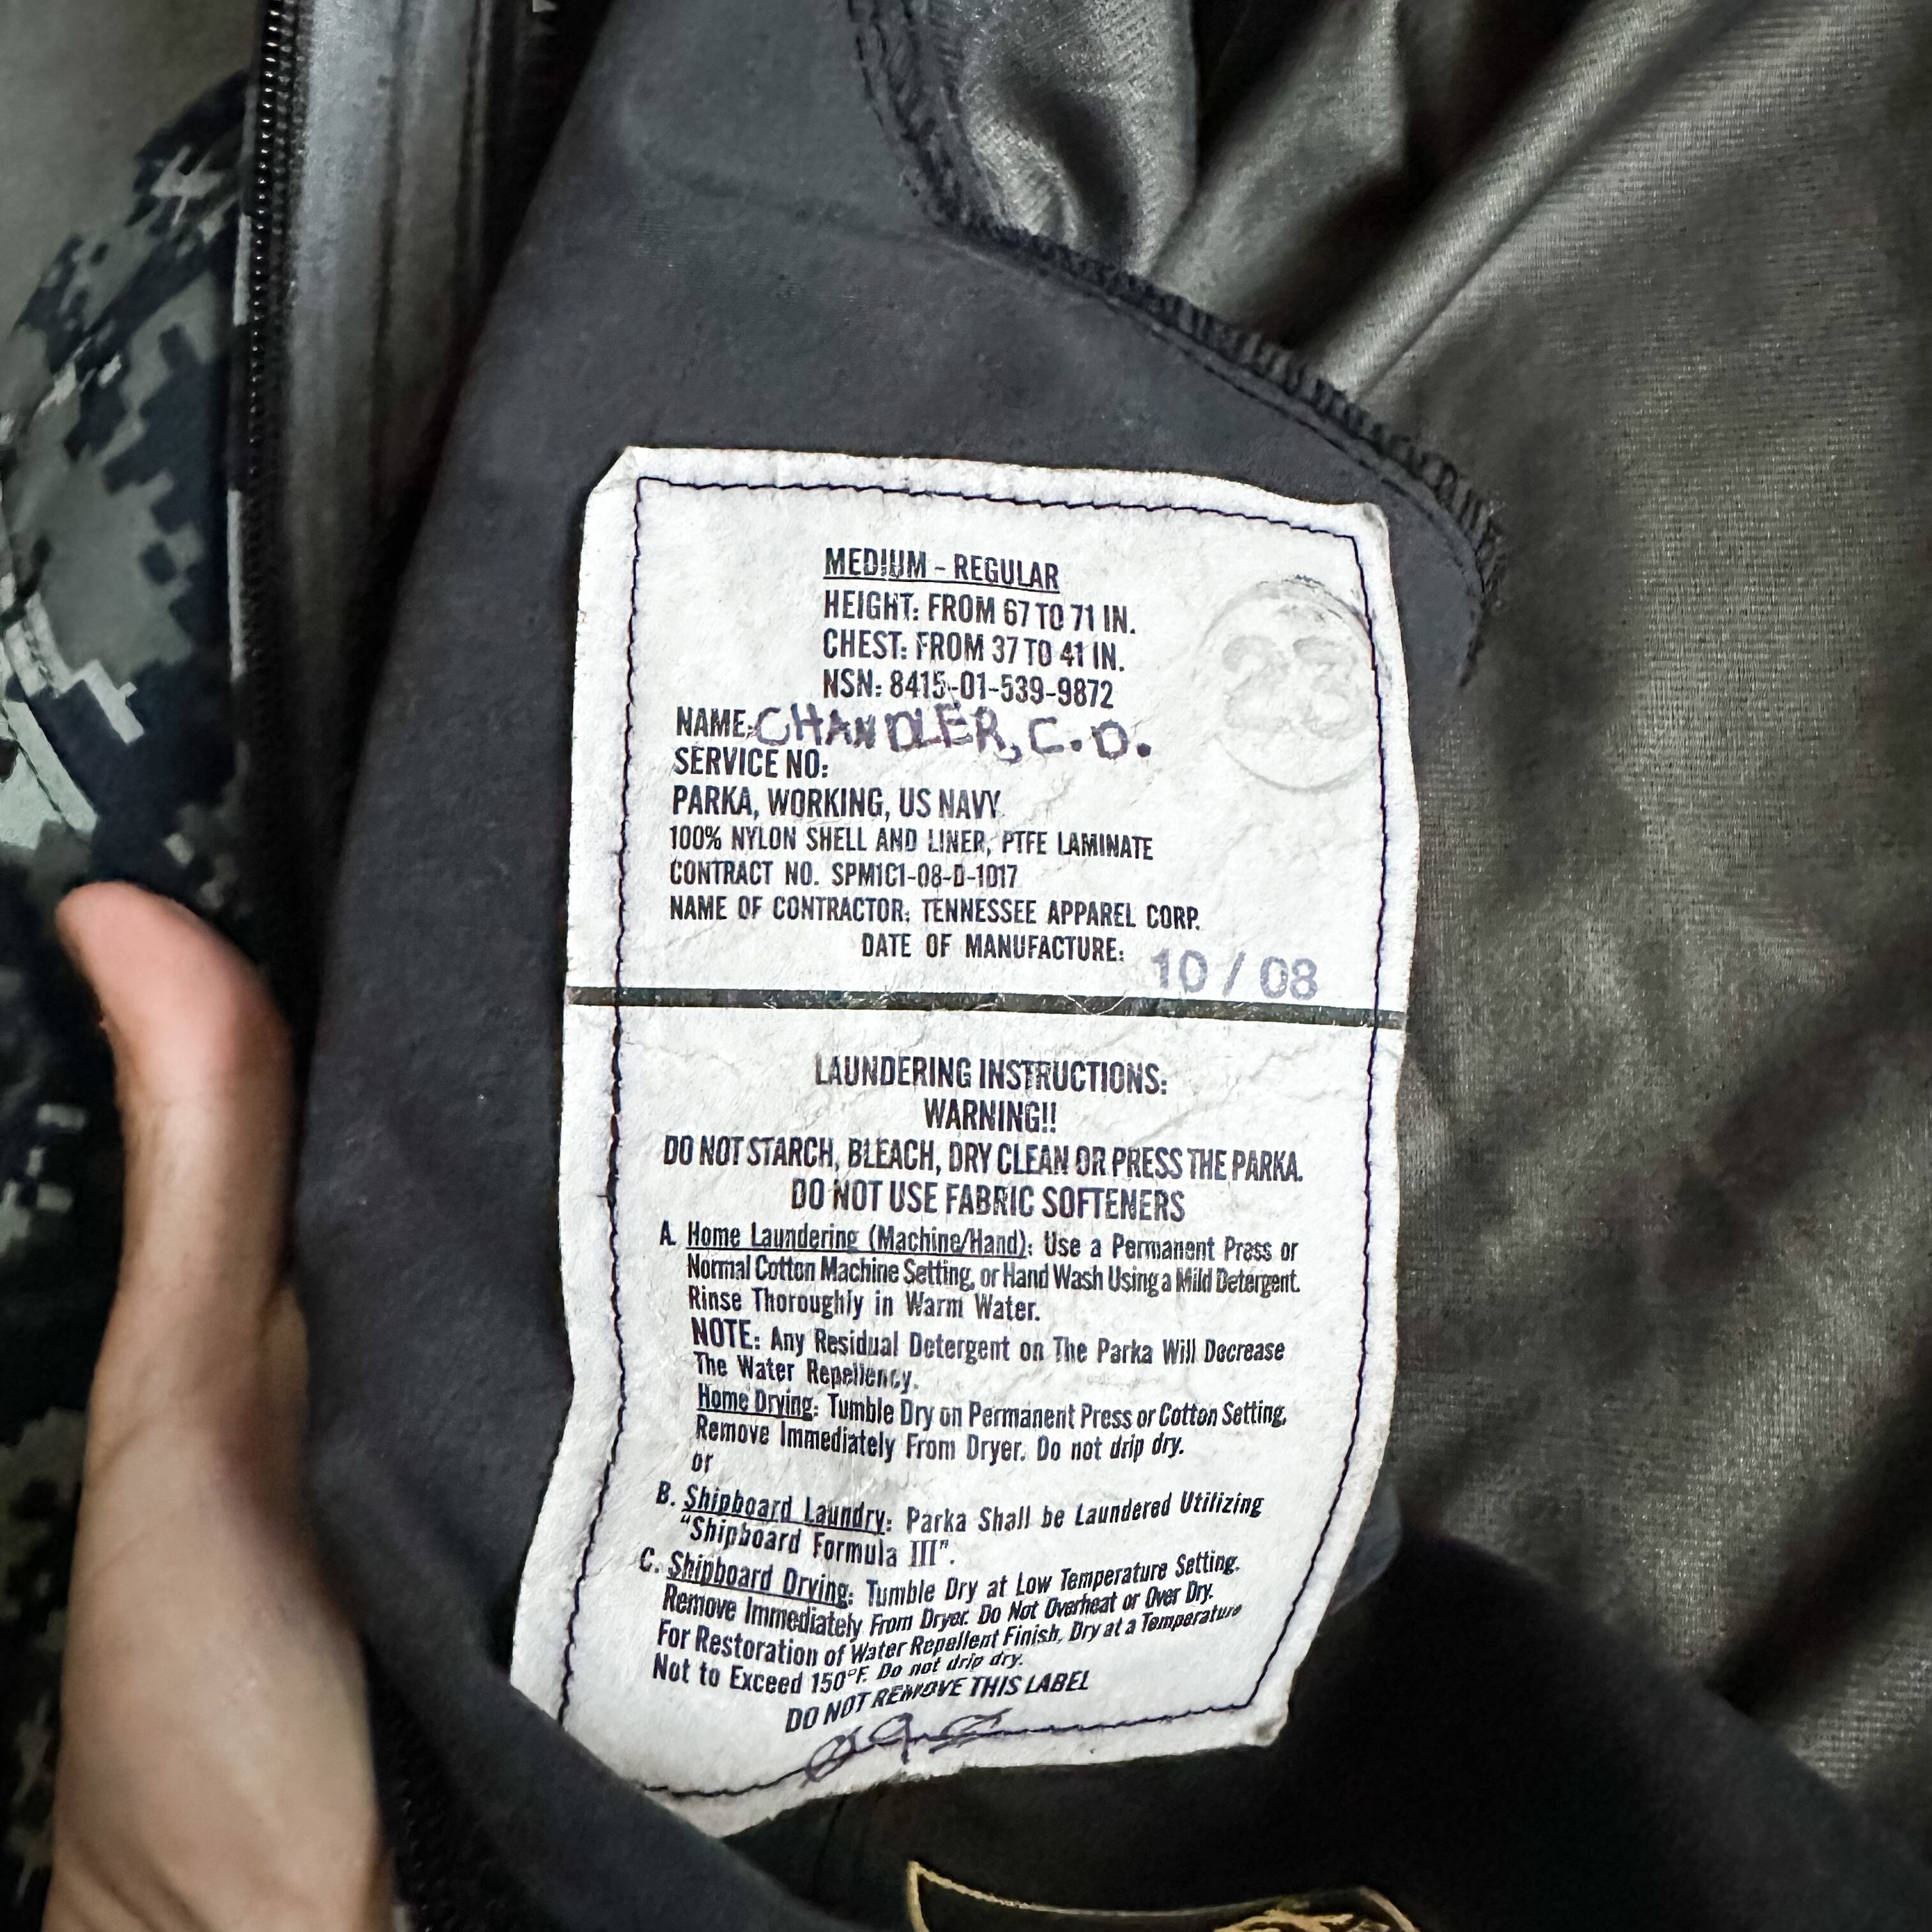 MEDIUM - REGULAR
HEIGHT: FROM 67 TO 71 IN.
CHEST: FROM 37 TO 41 IN.
NSN: 8415-01-539-9872
23
NAME: CHANDLER, C. D.
SERVICE NO:
PARKA, WORKING, US NAVY
100% NYLON SHELL AND LINER, PTFE LAMINATE
CONTRACT NO. SPM1C1-08-D-1017
NAME OF CONTRACTOR: TENNESSEE APPAREL CORP.
DATE OF MANUFACTURE: 10 / 08
LAUNDERING INSTRUCTIONS:
WARNING!!
DO NOT STARCH, BLEACH, DRY CLEAN OR PRESS THE PARKA.
DO NOT USE FABRIC SOFTENERS
A. Home Laundering (Machine/Hand): Use a Permanent Press or
Normal Cotton Machine Setting, or Hand Wash Using a Mild Detergent.
Rinse Thoroughly in Warm Water.
NOTE: Any Residual Detergent on The Parka Will Decrease
The Water Repellency.
Home Drying: Tumble Dry on Permanent Press or Cotton Setting,
Remove Immediately From Dryer. Do not drip dry.
or
B. Shipboard Laundry: Parka Shall be Laundered Utilizing
"Shipboard Formula III".
C. Shipboard Drying: Tumble Dry at Low Temperature Setting.
Remove Immediately From Dryer. Do Not Overheat or Over Dry.
For Restoration of Water Repellent Finish, Dry at a Temperature
Not to Exceed 150°F. Do not drip dry.
DO NOT REMOVE THIS LABEL